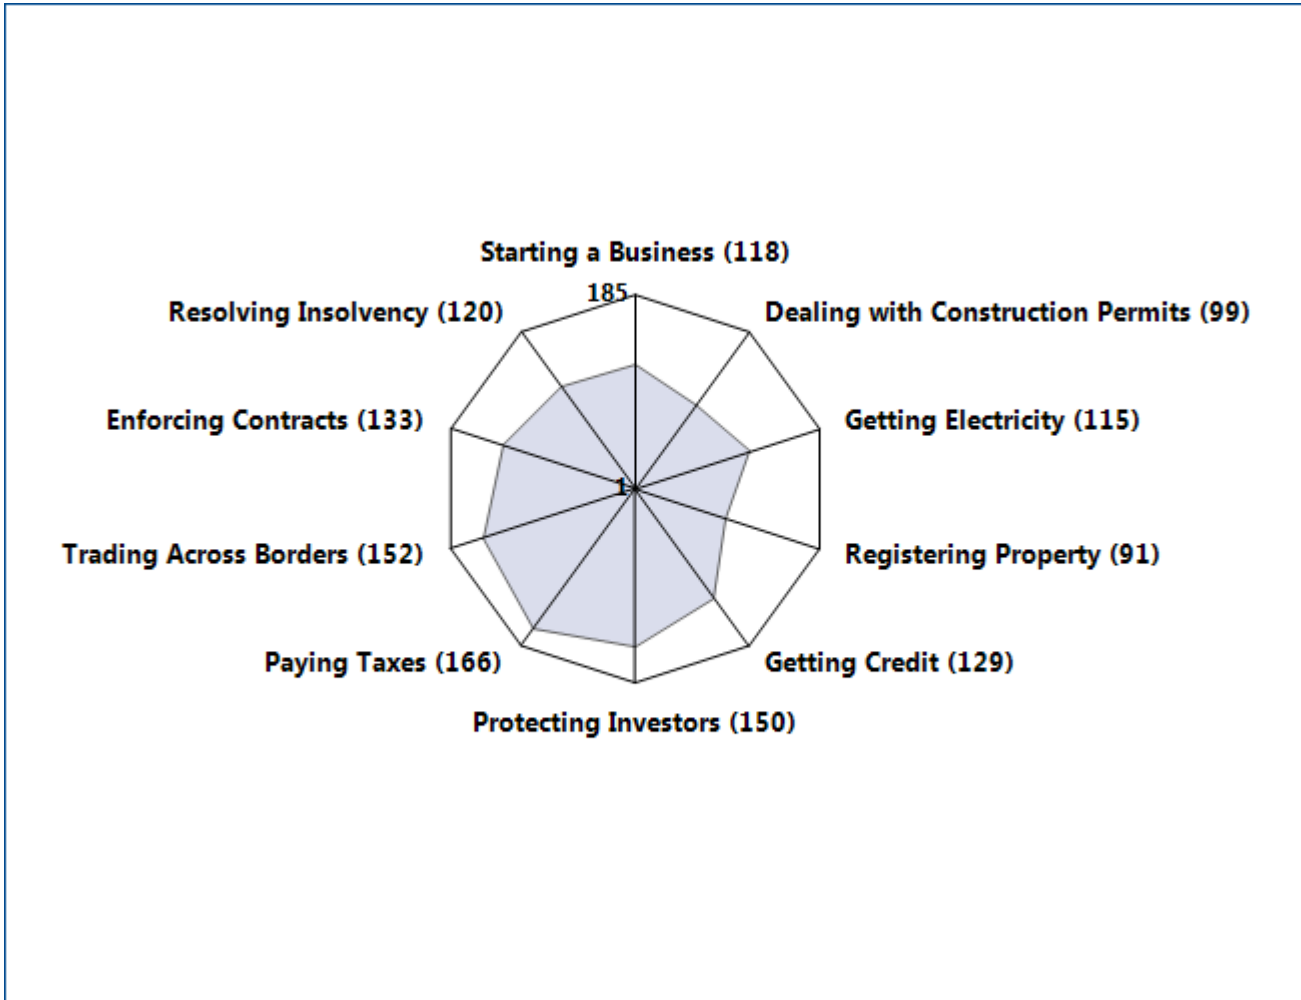 Starting a Business (118)
185
Resolving Insolvency (120)
Dealing with Construction Permits (99)
Enforcing Contracts (133)
Getting Electricity (115)
1
Trading Across Borders (152)
Registering Property (91)
Paying Taxes (166)
Getting Credit (129)
Protecting Investors (150)